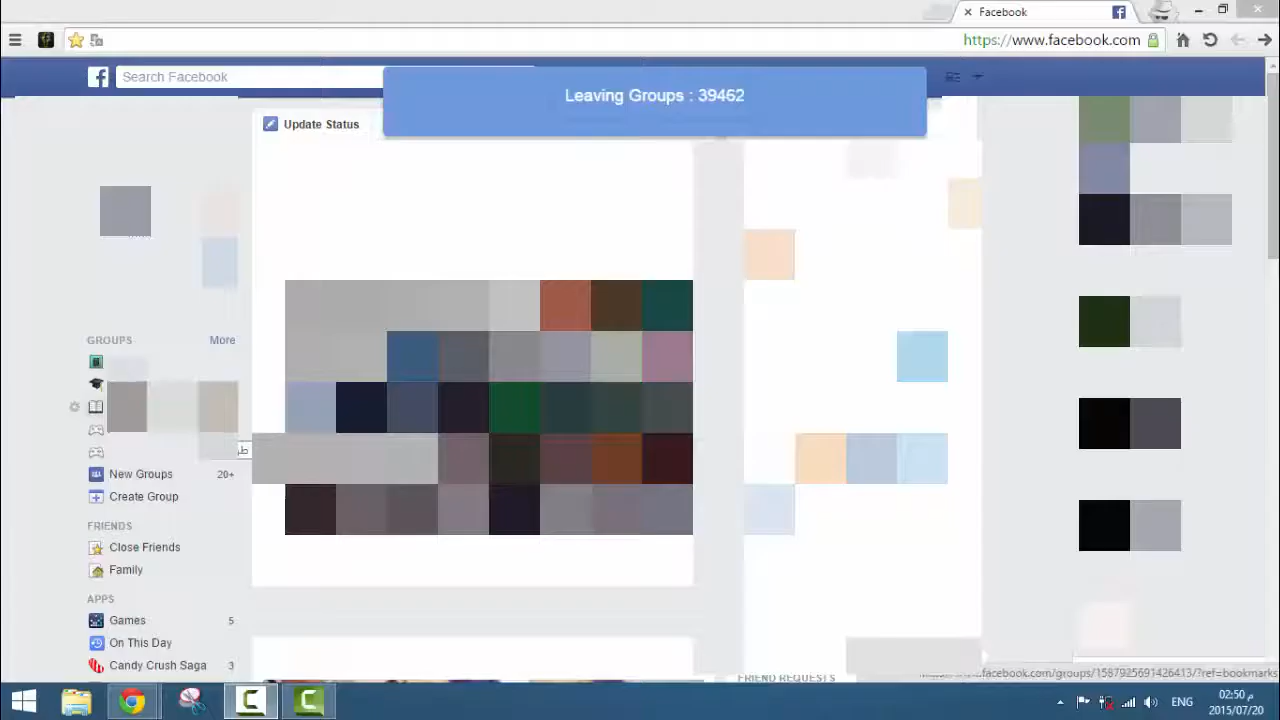 Facebook
https://www.facebook.com
Search Facebook
Leaving Groups : 39462
Update Status
GROUPS
More
New Groups 20+
Create Group
FRIENDS
Close Friends
Family
APPS
Games 5
On This Day
Candy Crush Saga 3
FRIEND REQUESTS
.facebook.com/groups/1587925691426413/?ref=bookmarks
ENG
02:50 م
2015/07/20